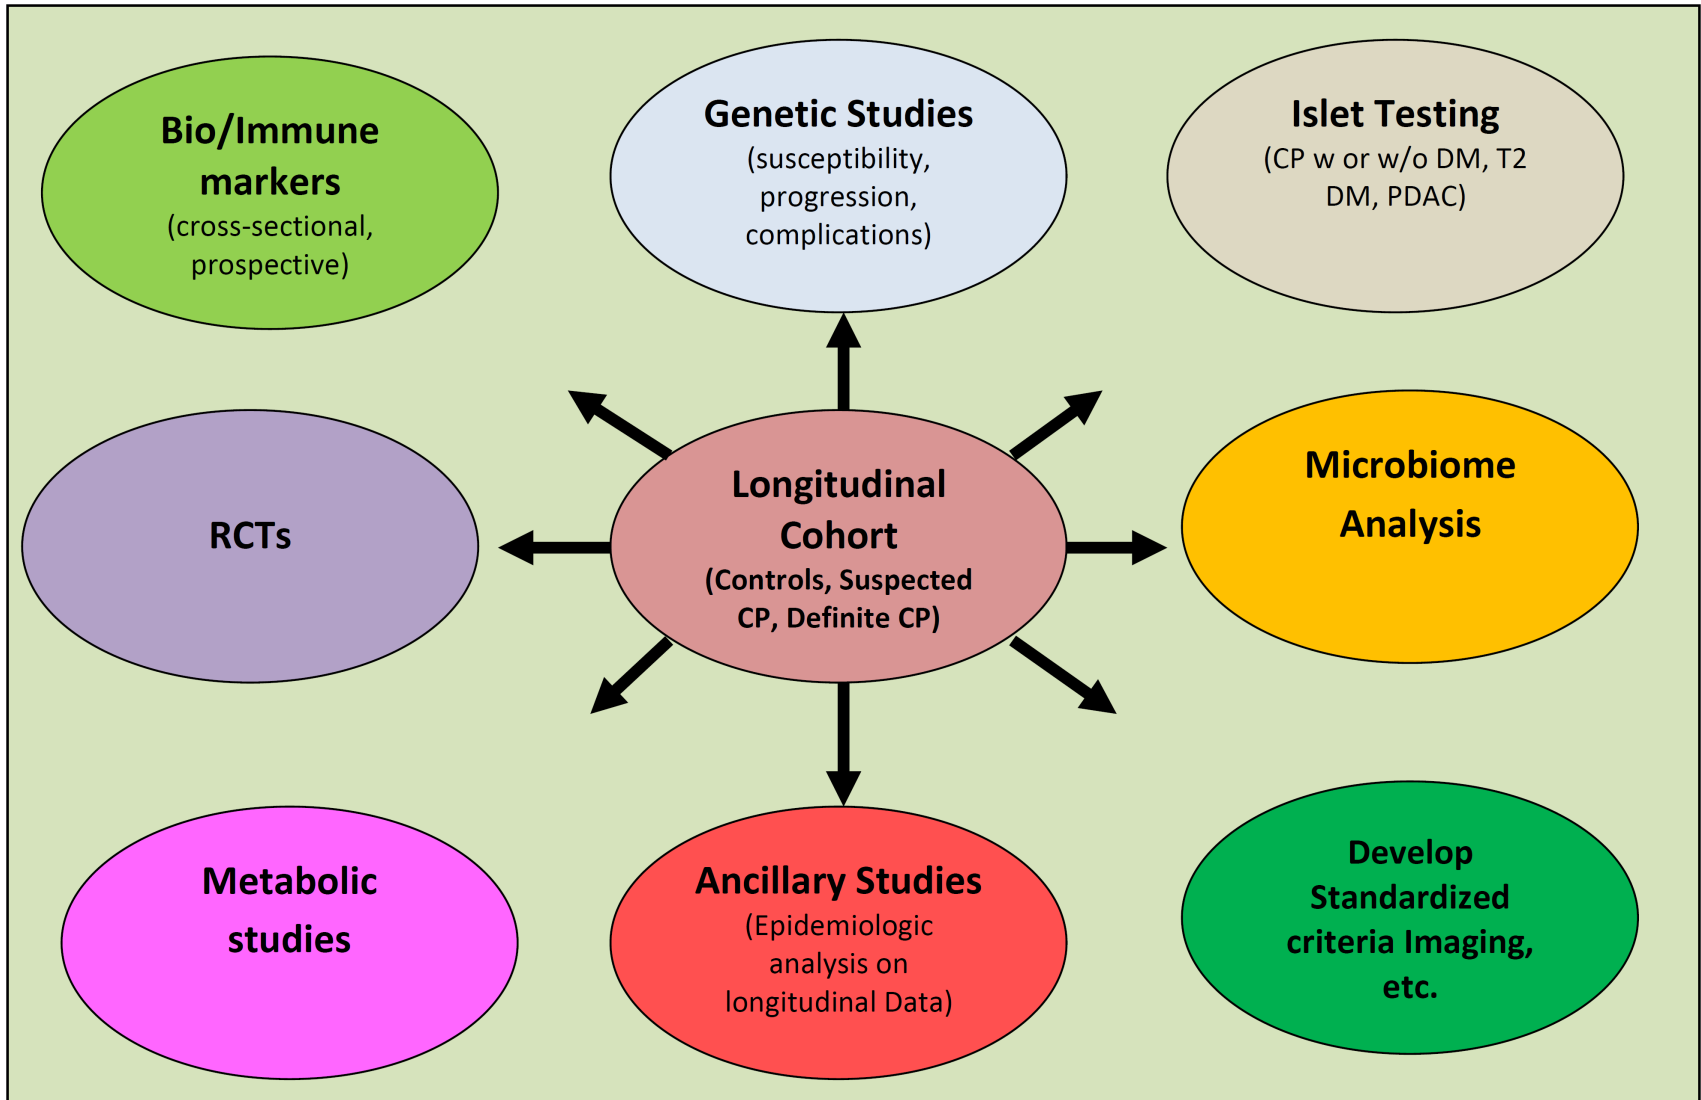 Bio/Immune
markers
(cross-sectional,
prospective)
Genetic Studies
(susceptibility,
progression,
complications)
Islet Testing
(CP w or w/o DM, T2
DM, PDAC)
RCTs
Longitudinal
Cohort
(Controls, Suspected
CP, Definite CP)
Microbiome
Analysis
Metabolic
studies
Ancillary Studies
(Epidemiologic
analysis on
longitudinal Data)
Develop
Standardized
criteria Imaging,
etc.